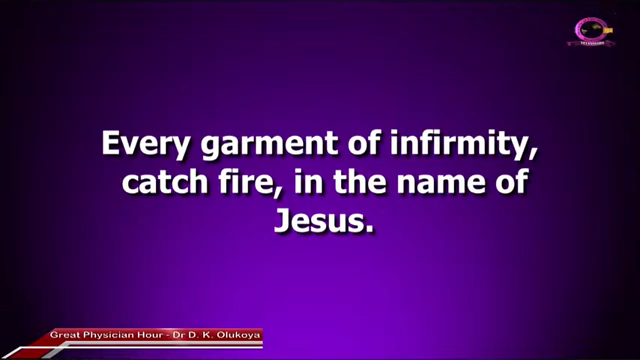 Every garment of infirmity,
catch fire, in the name of
Jesus.
Great Physician Hour - Dr D. K. Olukoya